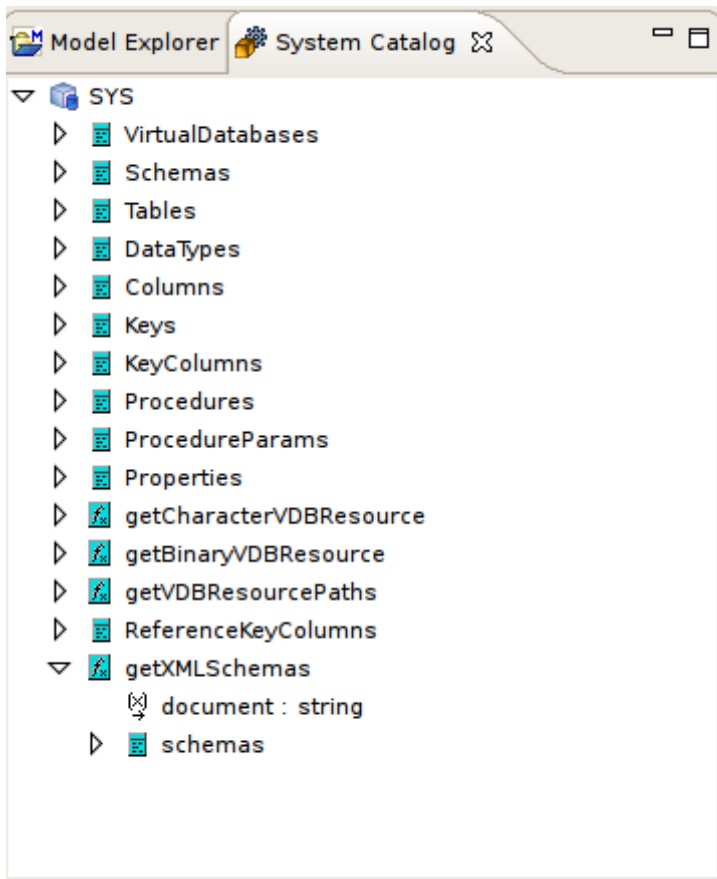 Model Explorer System Catalog
SYS
VirtualDatabases
Schemas
Tables
DataTypes
Columns
Keys
KeyColumns
Procedures
ProcedureParams
Properties
getCharacterVDBResource
getBinaryVDBResource
getVDBResourcePaths
ReferenceKeyColumns
getXMLSchemas
document : string
schemas